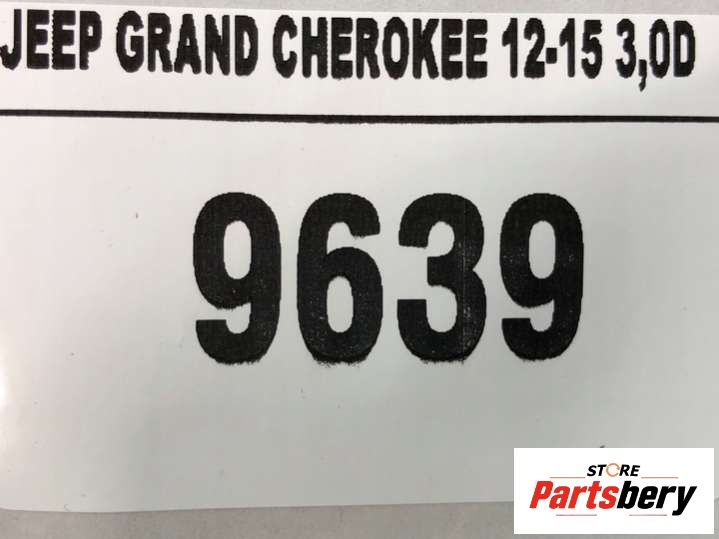 JEEP GRAND CHEROKEE 12-15 3,0D
9639
STORE
Partsbery